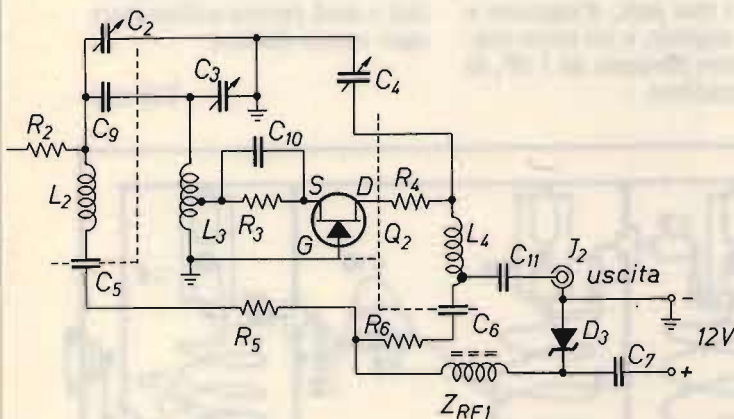 C2
C3
C4
C9
R2
C10
L2
S D R4
R3
L3
G Q2
L4
C11 J2
uscita
C5
R5
R6
C6
D3
12V
C7
-
+
ZRF1